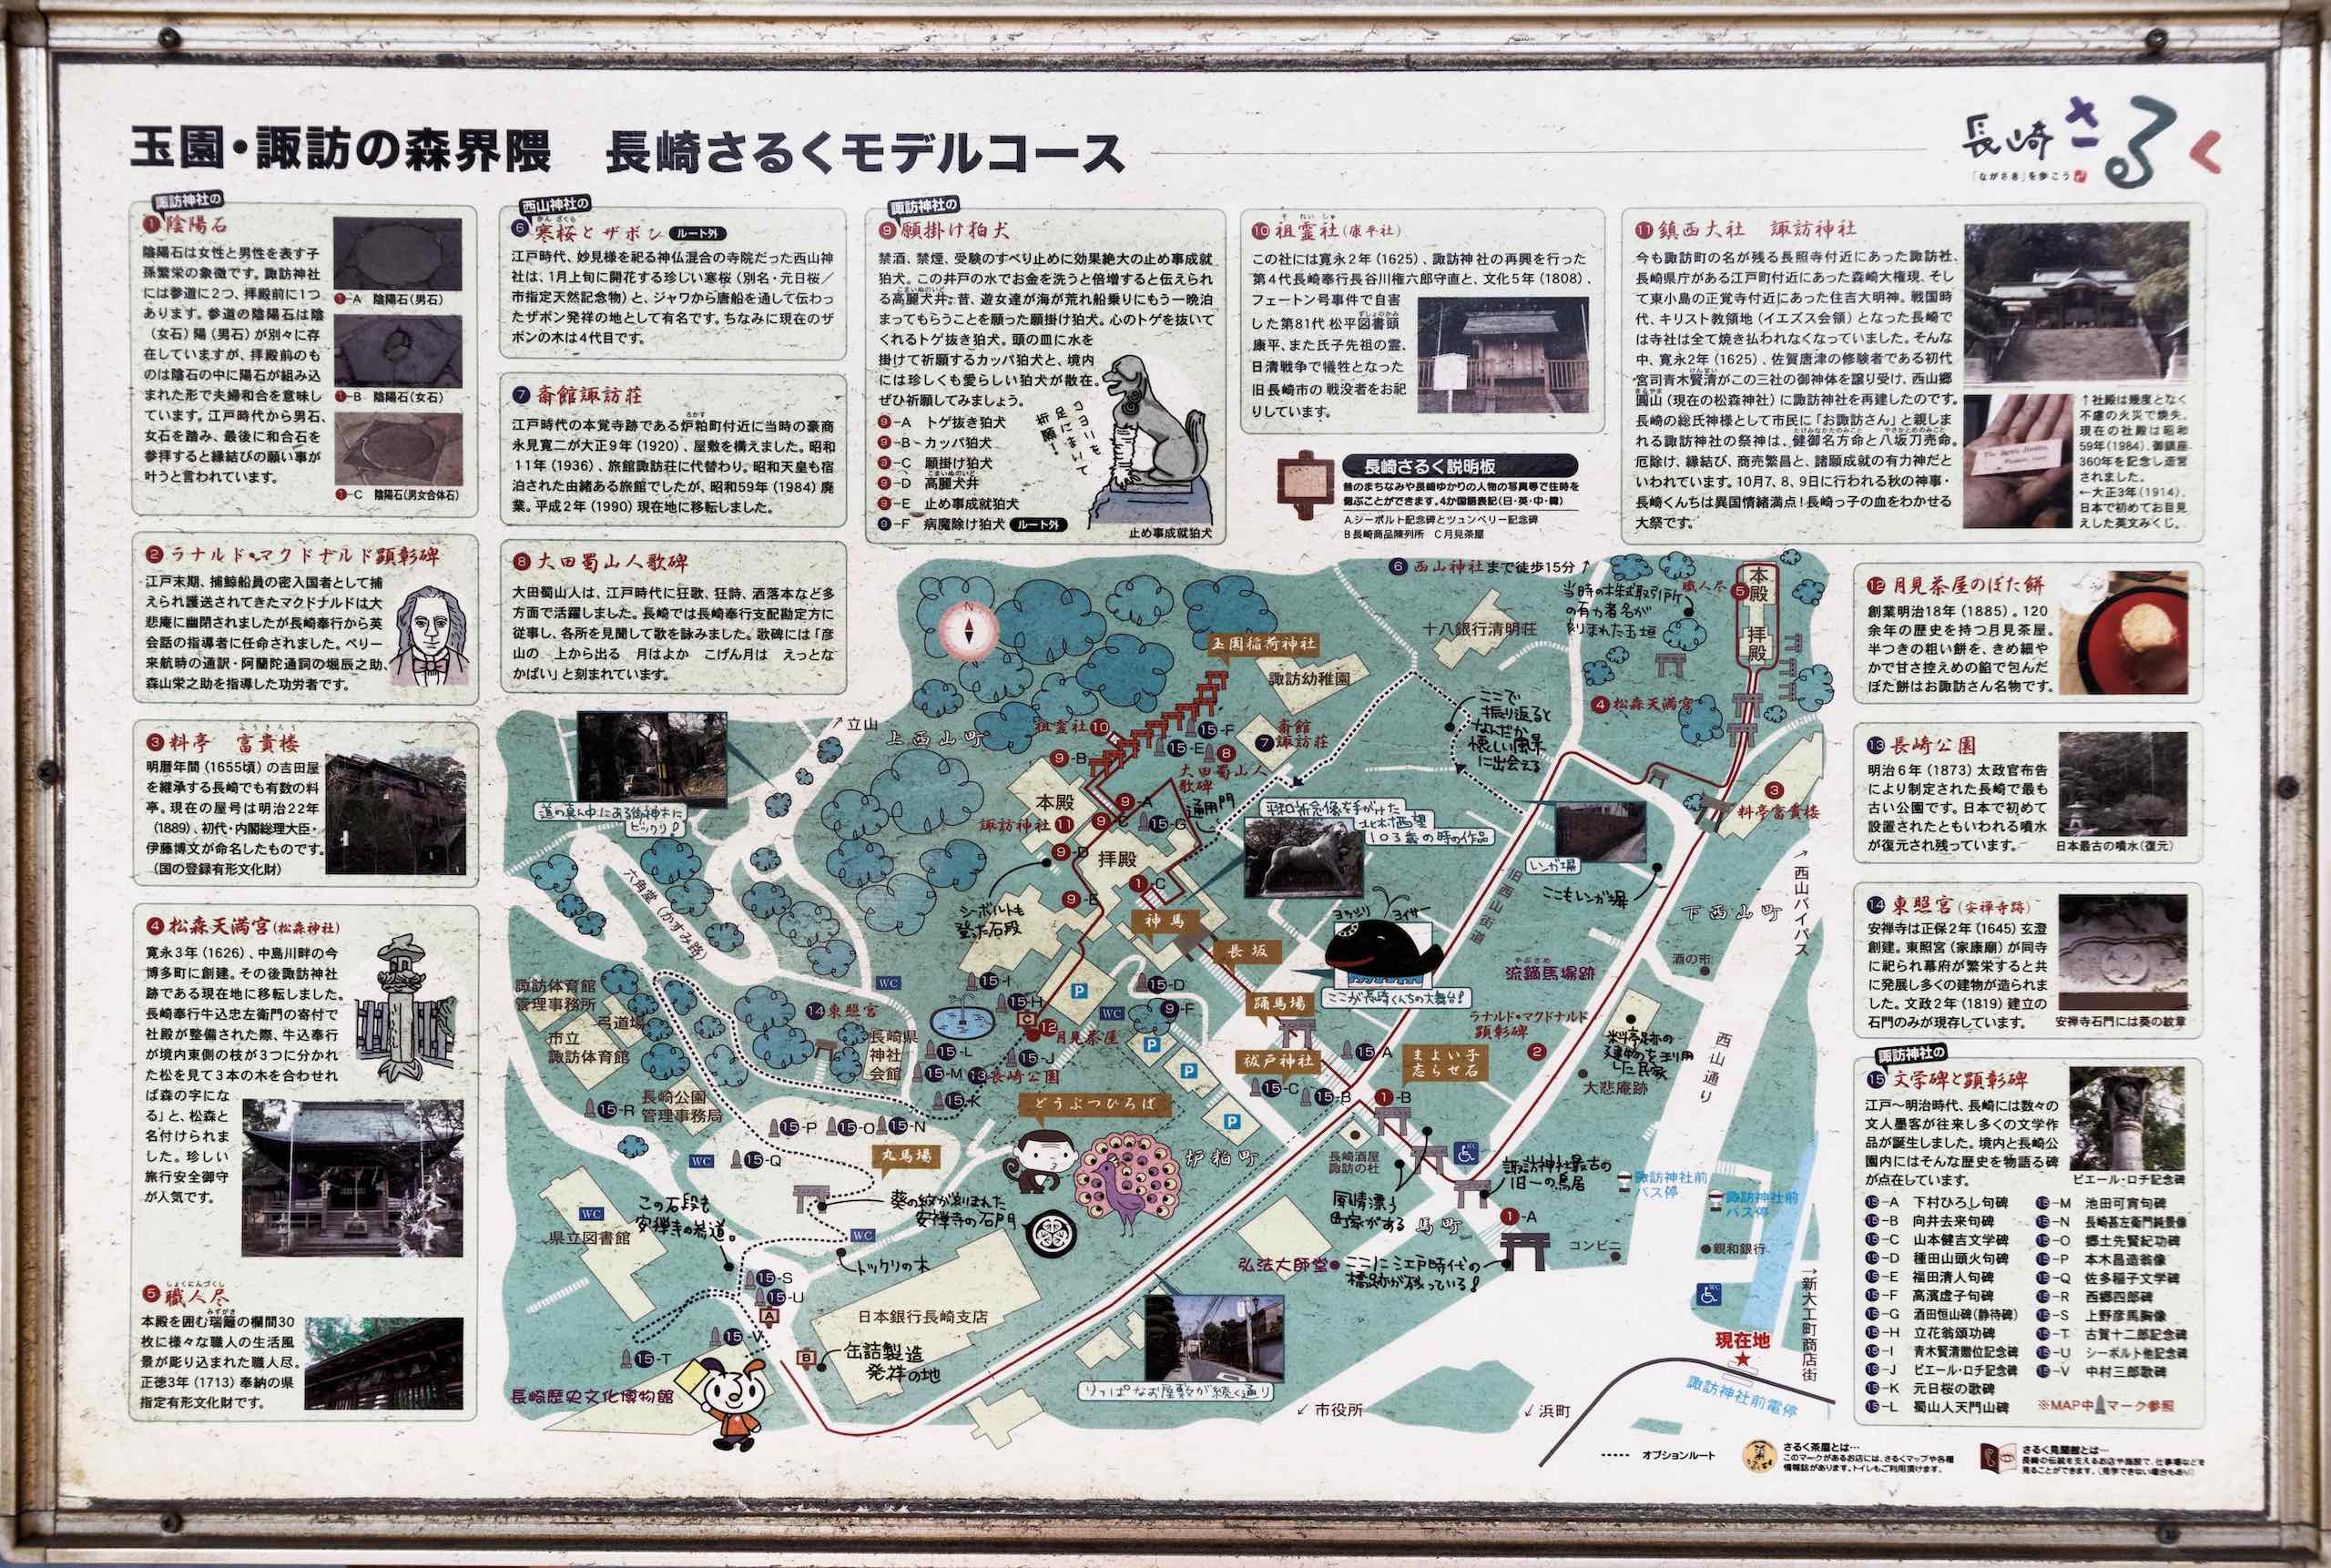 玉園・諏訪の森界隈　長崎さるくモデルコース
長崎さるく
「ながさき」を歩こう
諏訪神社の
①陰陽石
陰陽石は女性と男性を表す子
孫繁栄の象徴です。諏訪神社
には参道に2つ、拝殿前に1つ
あります。参道の陰陽石は陰
（女石）陽（男石）が別々に存
在していますが、拝殿前のも
のは陰石の中に陽石が組み込
まれた形で夫婦和合を意味し
ています。江戸時代から男石、
女石を踏み、最後に和合石を
参拝すると縁結びの願い事が
叶うと言われています。
①-A　陰陽石（男石）
①-B　陰陽石（女石）
①-C　陰陽石（男女合体石）
②ラナルド・マクドナルド顕彰碑
江戸末期、捕鯨船員の密入国者として捕
えられ護送されてきたマクドナルドは大
悲庵に幽閉されましたが長崎奉行から英
会話の指導者に任命されました。ペリー
来航時の通訳・阿蘭陀通詞の堀辰之助、
森山栄之助を指導した功労者です。
③料亭　富貴楼
明暦年間（1655頃）の吉田屋
を継承する長崎でも有数の料
亭。現在の屋号は明治22年
（1889）、初代・内閣総理大臣・
伊藤博文が命名したものです。
（国の登録有形文化財）
④松森天満宮（松森神社）
寛永3年（1626）、中島川畔の今
博多町に創建。その後諏訪神社
跡である現在地に移転しました。
長崎奉行牛込忠左衛門の寄付で
社殿が整備された際、牛込奉行
が境内東側の枝が3つに分かれ
た松を見て3本の木を合わせれ
ば森の字にな
る」と、松森と
名付けられま
した。珍しい
旅行安全御守
が人気です。
しょくにんづくし
⑤職人尽
みずがき
本殿を囲む瑞籬の欄間30
枚に様々な職人の生活風
景が彫り込まれた職人尽。
正徳3年（1713）奉納の県
指定有形文化財です。
西山神社の
かんざくら
⑥寒桜とザボン　ルート外
江戸時代、妙見様を祀る神仏混合の寺院だった西山神
社は、1月上旬に開花する珍しい寒桜（別名・元日桜／
市指定天然記念物）と、ジャワから唐船を通して伝わっ
たザボン発祥の地として有名です。ちなみに現在のザ
ボンの木は4代目です。
⑦斎館諏訪荘
ろかす
江戸時代の本覚寺跡である炉粕町付近に当時の豪商
永見寛二が大正9年（1920）、屋敷を構えました。昭和
11年（1936）、旅館諏訪荘に代替わり。昭和天皇も宿
泊された由緒ある旅館でしたが、昭和59年（1984）廃
業。平成2年（1990）現在地に移転しました。
⑧大田蜀山人歌碑
大田蜀山人は、江戸時代に狂歌、狂詩、洒落本など多
方面で活躍しました。長崎では長崎奉行支配勘定方に
従事し、各所を見聞して歌を詠みました。歌碑には「彦
山の　上から出る　月はよか　こげん月は　えっとな
かばい」と刻まれています。
諏訪神社の
⑨願掛け狛犬
禁酒、禁煙、受験のすべり止めに効果絶大の止め事成就
狛犬。この井戸の水でお金を洗うと倍増すると伝えられ
こまいぬのいど
る高麗犬井。昔、遊女達が海が荒れ船乗りにもう一晩泊
まってもらうことを願った願掛け狛犬。心のトゲを抜いて
くれるトゲ抜き狛犬。頭の皿に水を
掛けて祈願するカッパ狛犬と、境内
には珍しくも愛らしい狛犬が散在。
ぜひ祈願してみましょう。
⑨-A　トゲ抜き狛犬
⑨-B　カッパ狛犬
⑨-C　願掛け狛犬
こまいぬのいど
⑨-D　高麗犬井
⑨-E　止め事成就狛犬
⑨-F　病魔除け狛犬　ルート外
コヨリを
足にまいて
祈願！
止め事成就狛犬
それいしゃ
⑩祖霊社（康平社）
この社には寛永2年（1625）、諏訪神社の再興を行った
第4代長崎奉行長谷川権六郎守直と、文化5年（1808）、
フェートン号事件で自害
ずしょのかみ
した第81代 松平図書頭
康平、また氏子先祖の霊、
日清戦争で犠牲となった
旧長崎市の戦没者をお祀
りしています。
長崎さるく説明板
昔のまちなみや長崎ゆかりの人物の写真等で往時を
偲ぶことができます。4か国語表記（日・英・中・韓）
A シーボルト記念碑とツュンベリー記念碑
B 長崎商品陳列所　C 月見茶屋
⑪鎮西大社　諏訪神社
今も諏訪町の名が残る長照寺付近にあった諏訪社、
長崎県庁がある江戸町付近にあった森崎大権現、そし
て東小島の正覚寺付近にあった住吉大明神。戦国時
代、キリスト教領地（イエズス会領）となった長崎で
は寺社は全て焼き払われなくなっていました。そんな
中、寛永2年（1625）、佐賀唐津の修験者である初代
宮司青木賢清がこの三社の御神体を譲り受け、西山郷
圓山（現在の松森神社）に諏訪神社を再建したのです。
長崎の総氏神様として市民に「お諏訪さん」と親しま
れる諏訪神社の祭神は、健御名方命と八坂刀売命。
厄除け、縁結び、商売繁昌と、諸願成就の有力神だと
いわれています。10月7、8、9日に行われる秋の神事・
長崎くんちは異国情緒満点！長崎っ子の血をわかせる
大祭です。
↑社殿は幾度となく
不慮の火災で焼失。
現在の社殿は昭和
59年（1984）、御鎮座
360年を記念し造営
されました。
←大正3年（1914）、
日本で初めてお目見
えした英文みくじ。
⑫月見茶屋のぼた餅
創業明治18年（1885）。120
余年の歴史を持つ月見茶屋。
半つきの粗い餅を、きめ細や
かで甘さ控えめの餡で包んだ
ぼた餅はお諏訪さん名物です。
⑬長崎公園
明治6年（1873）太政官布告
により制定された長崎で最も
古い公園です。日本で初めて
設置されたともいわれる噴水
が復元され残っています。
日本最古の噴水（復元）
⑭東照宮（安禅寺跡）
安禅寺は正保2年（1645）玄澄
創建。東照宮（家康廟）が同寺
に祀られ幕府が繁栄すると共
に発展し多くの建物が造られま
した。文政2年（1819）建立の
石門のみが現存しています。
安禅寺石門には葵の紋章
諏訪神社の
⑮文学碑と顕彰碑
江戸〜明治時代、長崎には数々の
文人墨客が往来し多くの文学作
品が誕生しました。境内と長崎公
園内にはそんな歴史を物語る碑
が点在しています。
ピエール・ロチ記念碑
⑮-A　下村ひろし句碑
⑮-B　向井去来句碑
⑮-C　山本健吉文学碑
⑮-D　種田山頭火句碑
⑮-E　福田清人句碑
⑮-F　高濱虚子句碑
⑮-G　酒田恒山碑（静待碑）
⑮-H　立花翁頌功碑
⑮-I　青木賢清贈位記念碑
⑮-J　ピエール・ロチ記念碑
⑮-K　元日桜の歌碑
⑮-L　蜀山人天門山碑
⑮-M　池田可宵句碑
⑮-N　長崎甚左衛門純景像
⑮-O　郷土先賢紀功碑
⑮-P　本木昌造翁像
⑮-Q　佐多稲子文学碑
⑮-R　西郷四郎碑
⑮-S　上野彦馬胸像
⑮-T　古賀十二郎記念碑
⑮-U　シーボルト他記念碑
⑮-V　中村三郎歌碑
※MAP中マーク参照
N
⑥西山神社まで徒歩15分↑
当時の株式取引所
の有力者名が
刻まれた玉垣
職人尽⑤
本殿
拝殿
十八銀行清明荘
玉園稲荷神社
諏訪幼稚園
④松森天満宮
ここで
振り返ると
なんだか
懐しい風景
に出会える
↗立山
上西山町
祖霊社⑩
15-F
15-E
⑧
大田蜀山人
歌碑
⑦斎館
諏訪荘
9-B
9-A
9-C
15-G
9-D
9-E
1-C
通用門
本殿
諏訪神社⑪
拝殿
道の真ん中にある御神木に
ビックリ！
平和祈念像を手がけた
北村西望
103歳の時の作品
③
料亭富貴楼
レンガ塀
ここもレンガ塀
旧西山街道
下西山町
↗西山バイパス
六角堂（かすみ路）
シーボルトも
登った石段
神馬
長坂
ヨッシリ
ヨイサー
ここが長崎くんちの大舞台！
踊馬場
やぶさめ
流鏑馬場跡
酒の市
諏訪体育館
管理事務所
弓道場
市立
諏訪体育館
WC
⑭東照宮
長崎県
神社
会館
15-I
15-H
P
15-D
WC
9-F
C
⑫月見茶屋
15-L
15-J
15-M
⑬長崎公園
15-K
P
P
P
祓戸神社
15-A
15-C
15-B
まよい子
志らせ石
ラナルド・マクドナルド
顕彰碑
②
料亭跡の
建物を利用
した民家
大悲庵跡
西山通り
1-B
15-R
長崎公園
管理事務局
どうぶつひろば
15-P
15-O
15-N
丸馬場
WC
15-Q
炉粕町
長崎酒屋
諏訪の杜
WC
諏訪神社最古の
旧一の鳥居
諏訪神社前
バス停
諏訪神社前
バス停
風情漂う
町家がある
馬町
1-A
コンビニ
親和銀行
WC
県立図書館
この石段も
安禅寺の参道。
葵の紋が彫られた
安禅寺の石門
WC
トックリの木
弘法大師堂
ここに江戸時代の
橋跡が残っている！
WC
15-S
15-U
A
15-V
15-T
B
日本銀行長崎支店
缶詰製造
発祥の地
長崎歴史文化博物館
りっぱなお屋敷が続く通り
↙市役所
↙浜町
現在地
諏訪神社前電停
→新大工町商店街
オプションルート
さるく茶屋とは…
このマークがあるお店には、さるくマップや各種
情報誌があります。トイレもご利用頂けます。
さるく見聞館とは…
長崎の伝統を支えるお店や施設で、仕事場などを
見ることができます。（見学できない場合もあり）